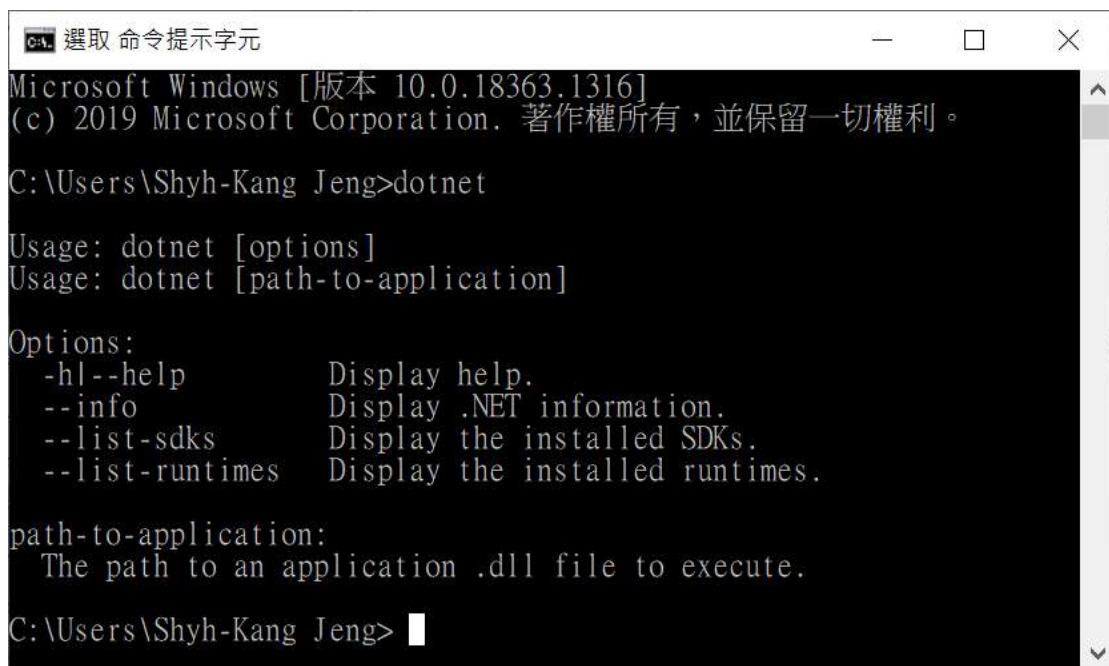 選取 命令提示字元
Microsoft Windows [版本 10.0.18363.1316]
(c) 2019 Microsoft Corporation. 著作權所有，並保留一切權利。
C:\Users\Shyh-Kang Jeng>dotnet
Usage: dotnet [options]
Usage: dotnet [path-to-application]
Options:
-h|--help Display help.
--info Display .NET information.
--list-sdks Display the installed SDKs.
--list-runtimes Display the installed runtimes.
path-to-application:
The path to an application .dll file to execute.
C:\Users\Shyh-Kang Jeng>